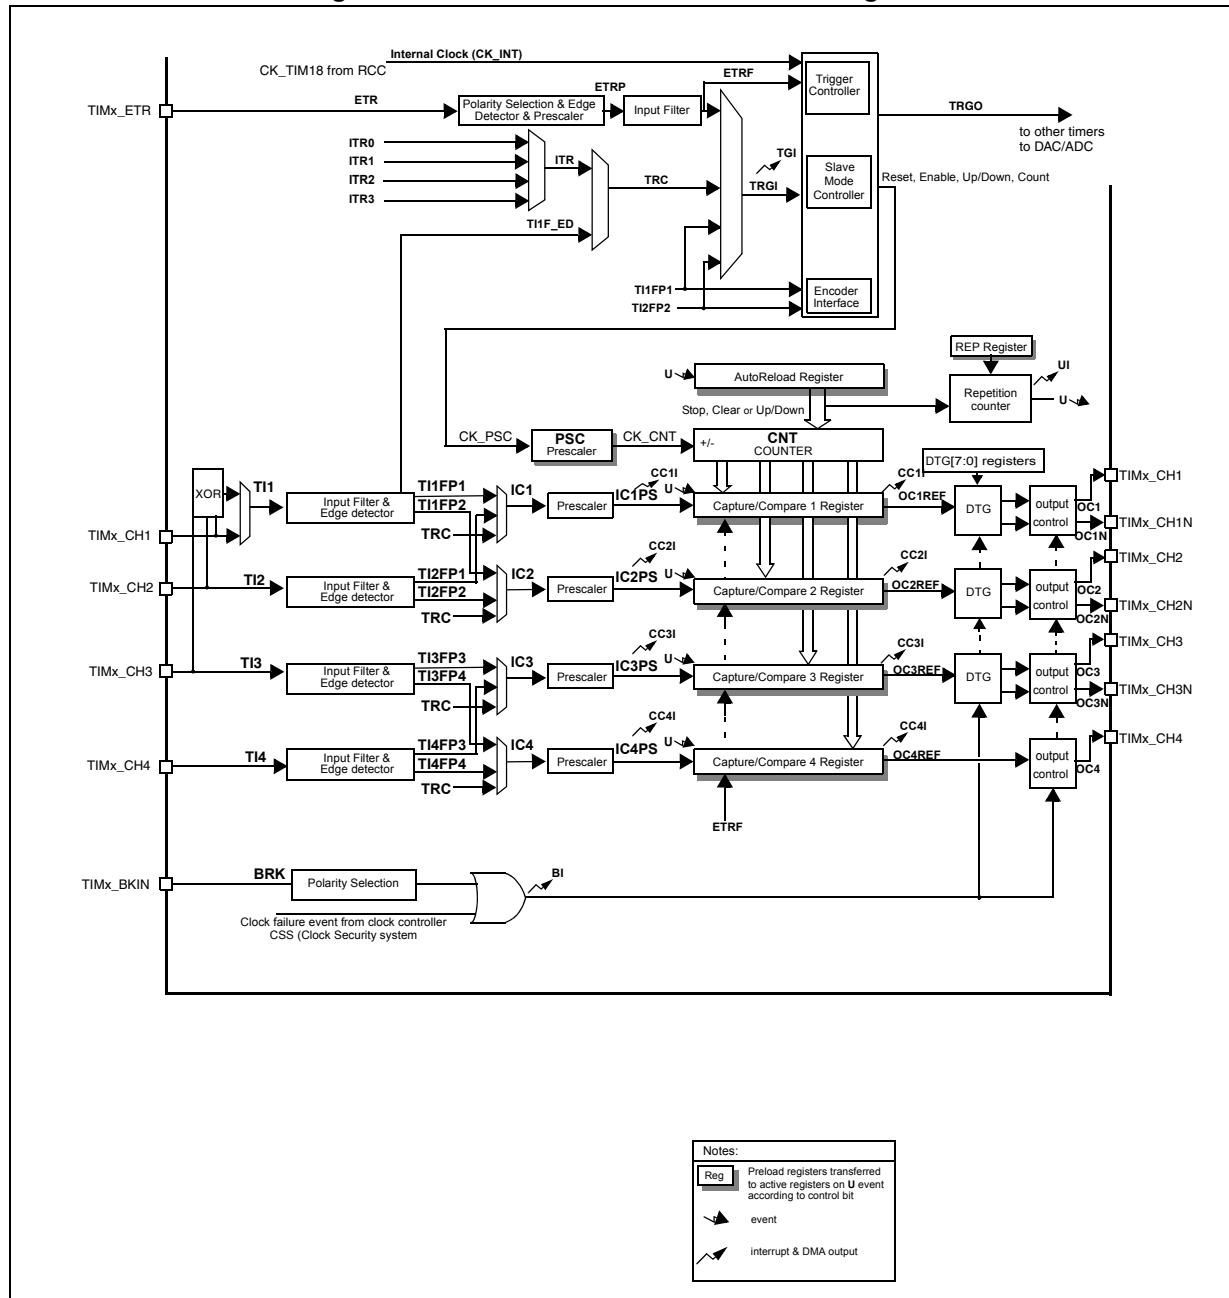 Internal Clock (CK_INT)
CK_TIM18 from RCC
TIMx_ETR
ETR
Polarity Selection & Edge
Detector & Prescaler
ETRP
Input Filter
ETRF
Trigger
Controller
TRGO
to other timers
to DAC/ADC
ITR0
ITR1
ITR2
ITR3
ITR
TRC
TI1F_ED
TGI
TRGI
Slave
Mode
Controller
Reset, Enable, Up/Down, Count
TI1FP1
TI2FP2
Encoder
Interface
REP Register
U
AutoReload Register
UI
Repetition
counter
U
Stop, Clear or Up/Down
CK_PSC
PSC
Prescaler
CK_CNT
+/-
CNT
COUNTER
DTG[7:0] registers
XOR
TI1
Input Filter &
Edge detector
TI1FP1
TI1FP2
TRC
IC1
Prescaler
IC1PS
CC1I
U
Capture/Compare 1 Register
CC1I
OC1REF
DTG
output
control
OC1
OC1N
TIMx_CH1
TIMx_CH1N
TIMx_CH1
TIMx_CH2
TI2
Input Filter &
Edge detector
TI2FP1
TI2FP2
TRC
IC2
Prescaler
IC2PS
CC2I
U
Capture/Compare 2 Register
CC2I
OC2REF
DTG
output
control
OC2
OC2N
TIMx_CH2
TIMx_CH2N
TIMx_CH3
TI3
Input Filter &
Edge detector
TI3FP3
TI3FP4
TRC
IC3
Prescaler
IC3PS
CC3I
U
Capture/Compare 3 Register
CC3I
OC3REF
DTG
output
control
OC3
OC3N
TIMx_CH3
TIMx_CH3N
TIMx_CH4
TI4
Input Filter &
Edge detector
TI4FP3
TI4FP4
TRC
IC4
Prescaler
IC4PS
CC4I
U
Capture/Compare 4 Register
CC4I
OC4REF
output
control
OC4
TIMx_CH4
ETRF
TIMx_BKIN
BRK
Polarity Selection
BI
Clock failure event from clock controller
CSS (Clock Security system
Notes:
Reg
Preload registers transferred
to active registers on U event
according to control bit
event
interrupt & DMA output